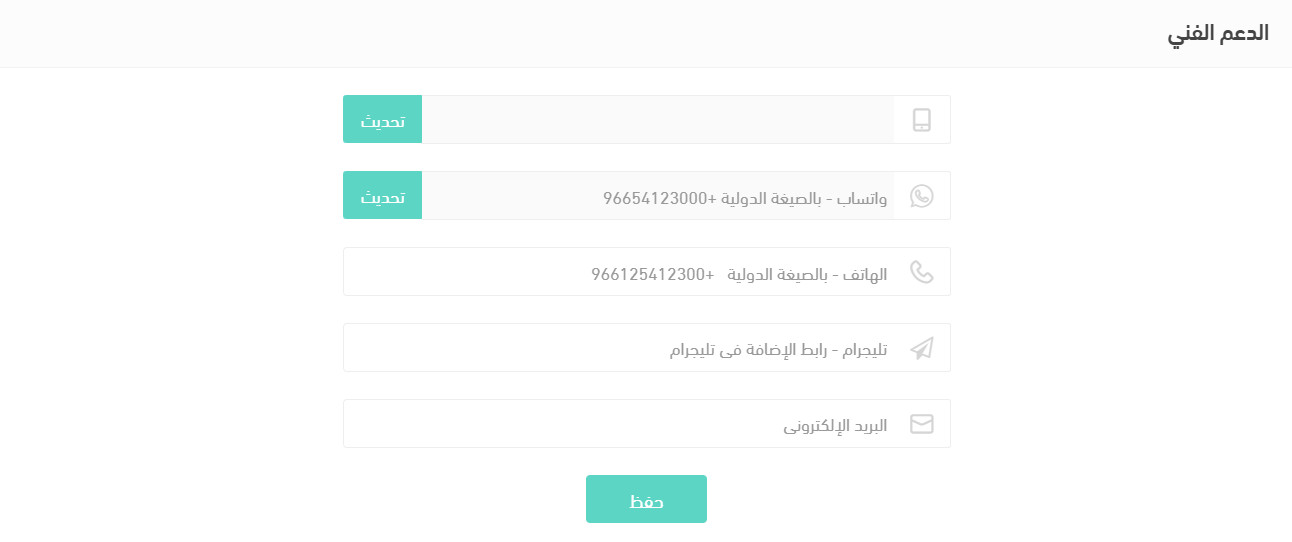 الدعم الفني
تحديث
واتساب - بالصيغة الدولية +96654123000
تحديث
الهاتف - بالصيغة الدولية +966125412300
تليجرام - رابط الإضافة فى تليجرام
البريد الإلكترونى
حفظ